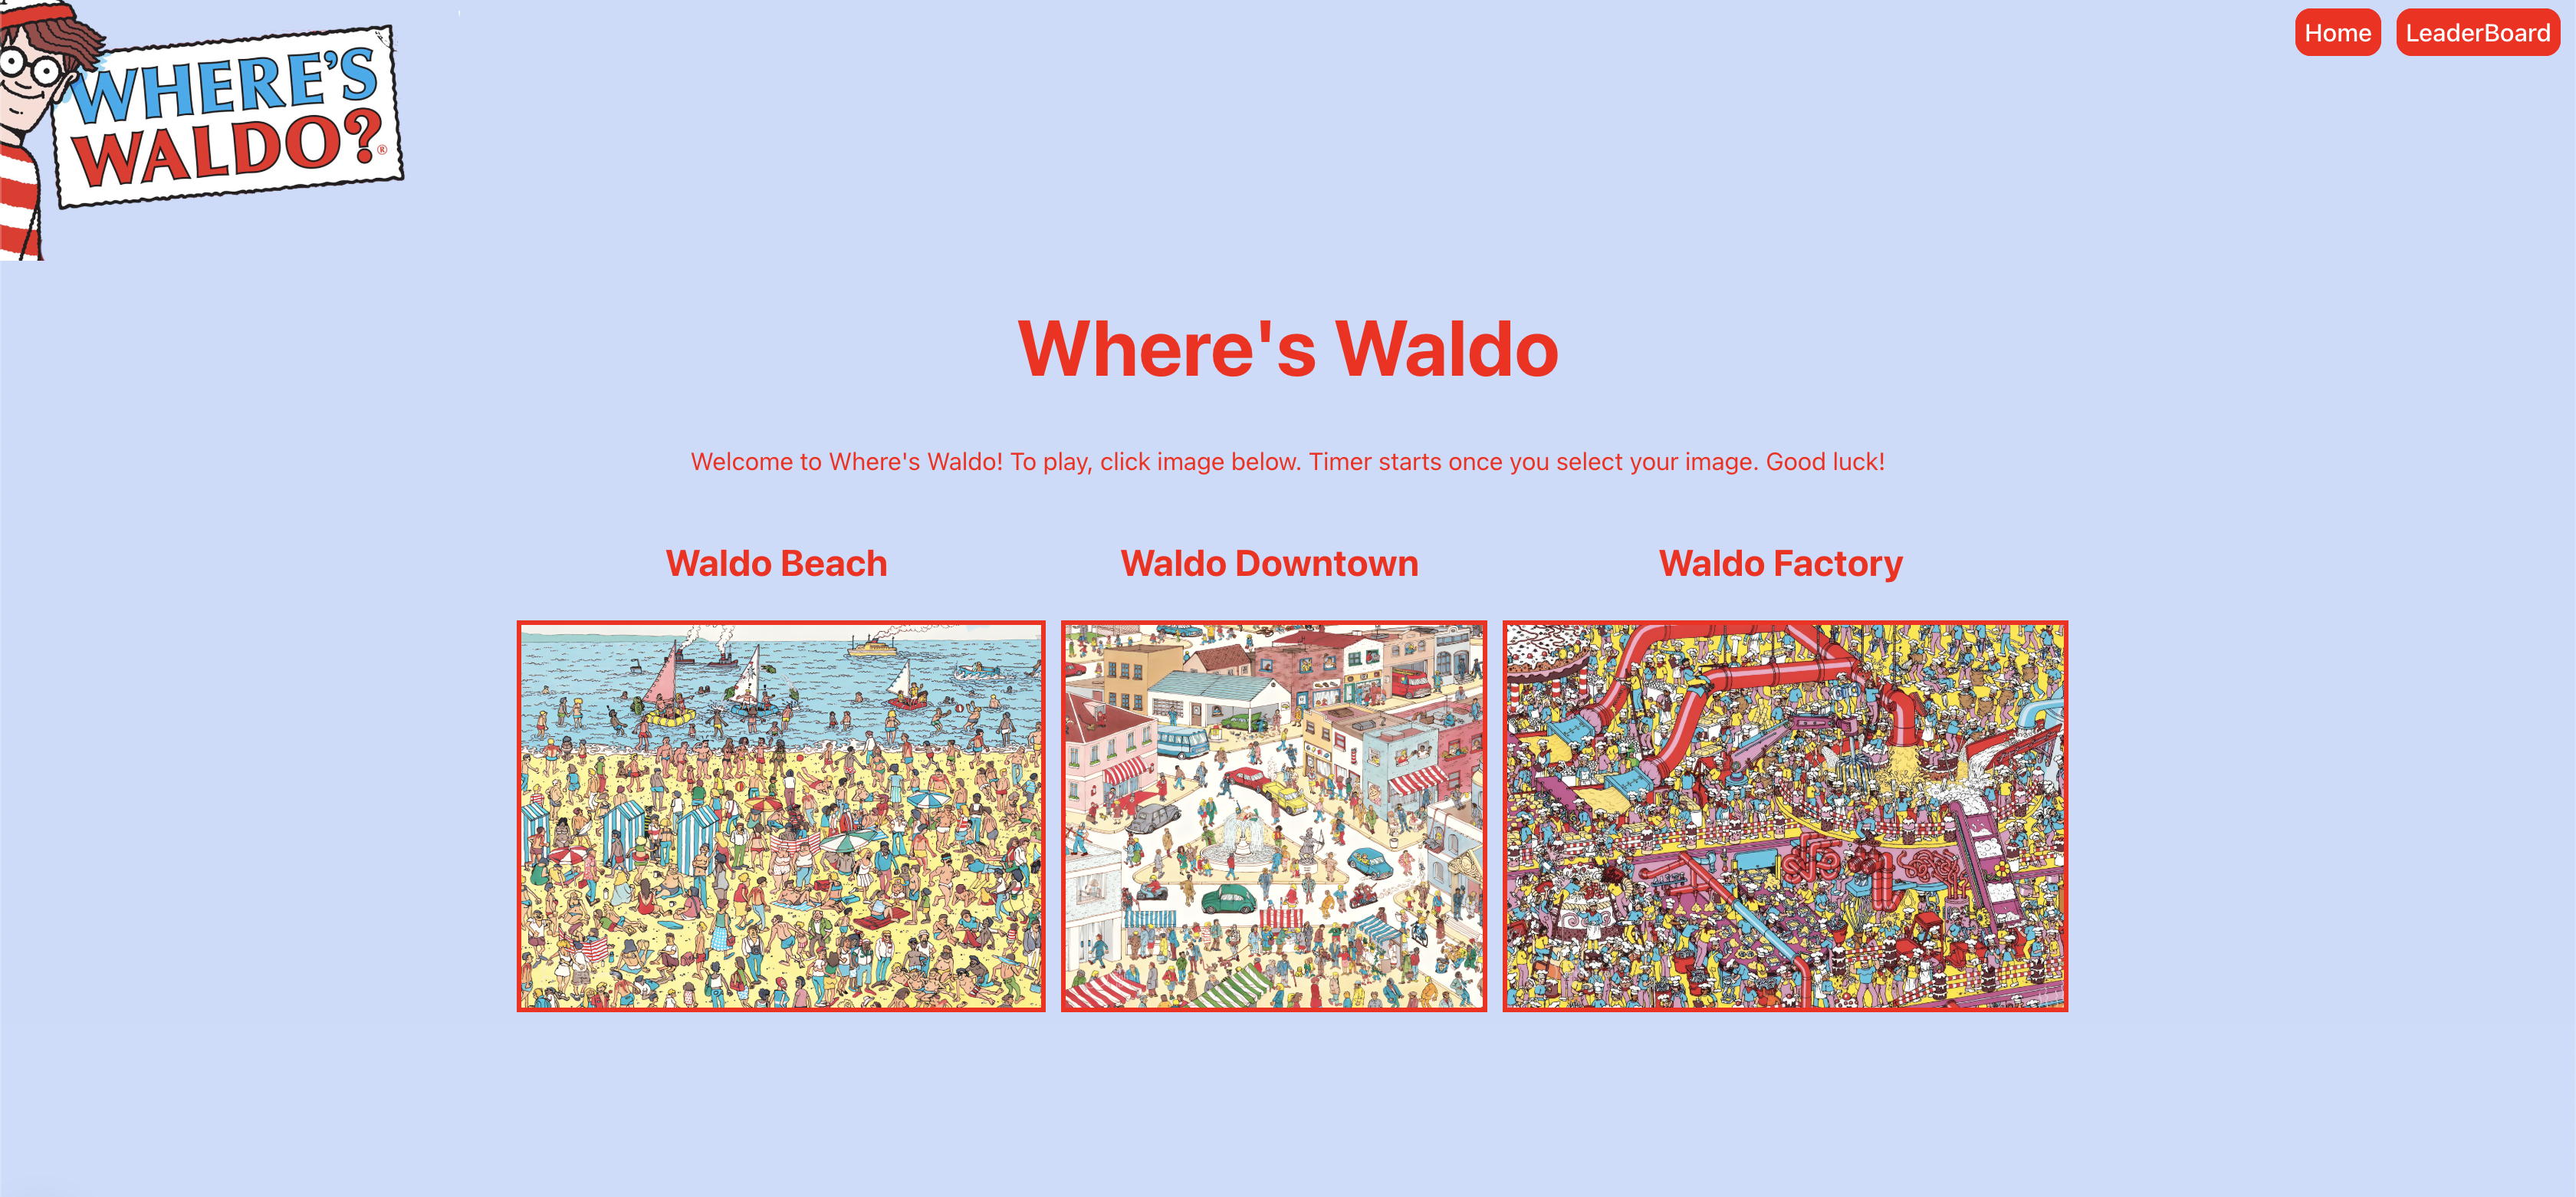 WHERE'S
WALDO?®
Home
LeaderBoard
Where's Waldo
Welcome to Where's Waldo! To play, click image below. Timer starts once you select your image. Good luck!
Waldo Beach
Waldo Downtown
Waldo Factory